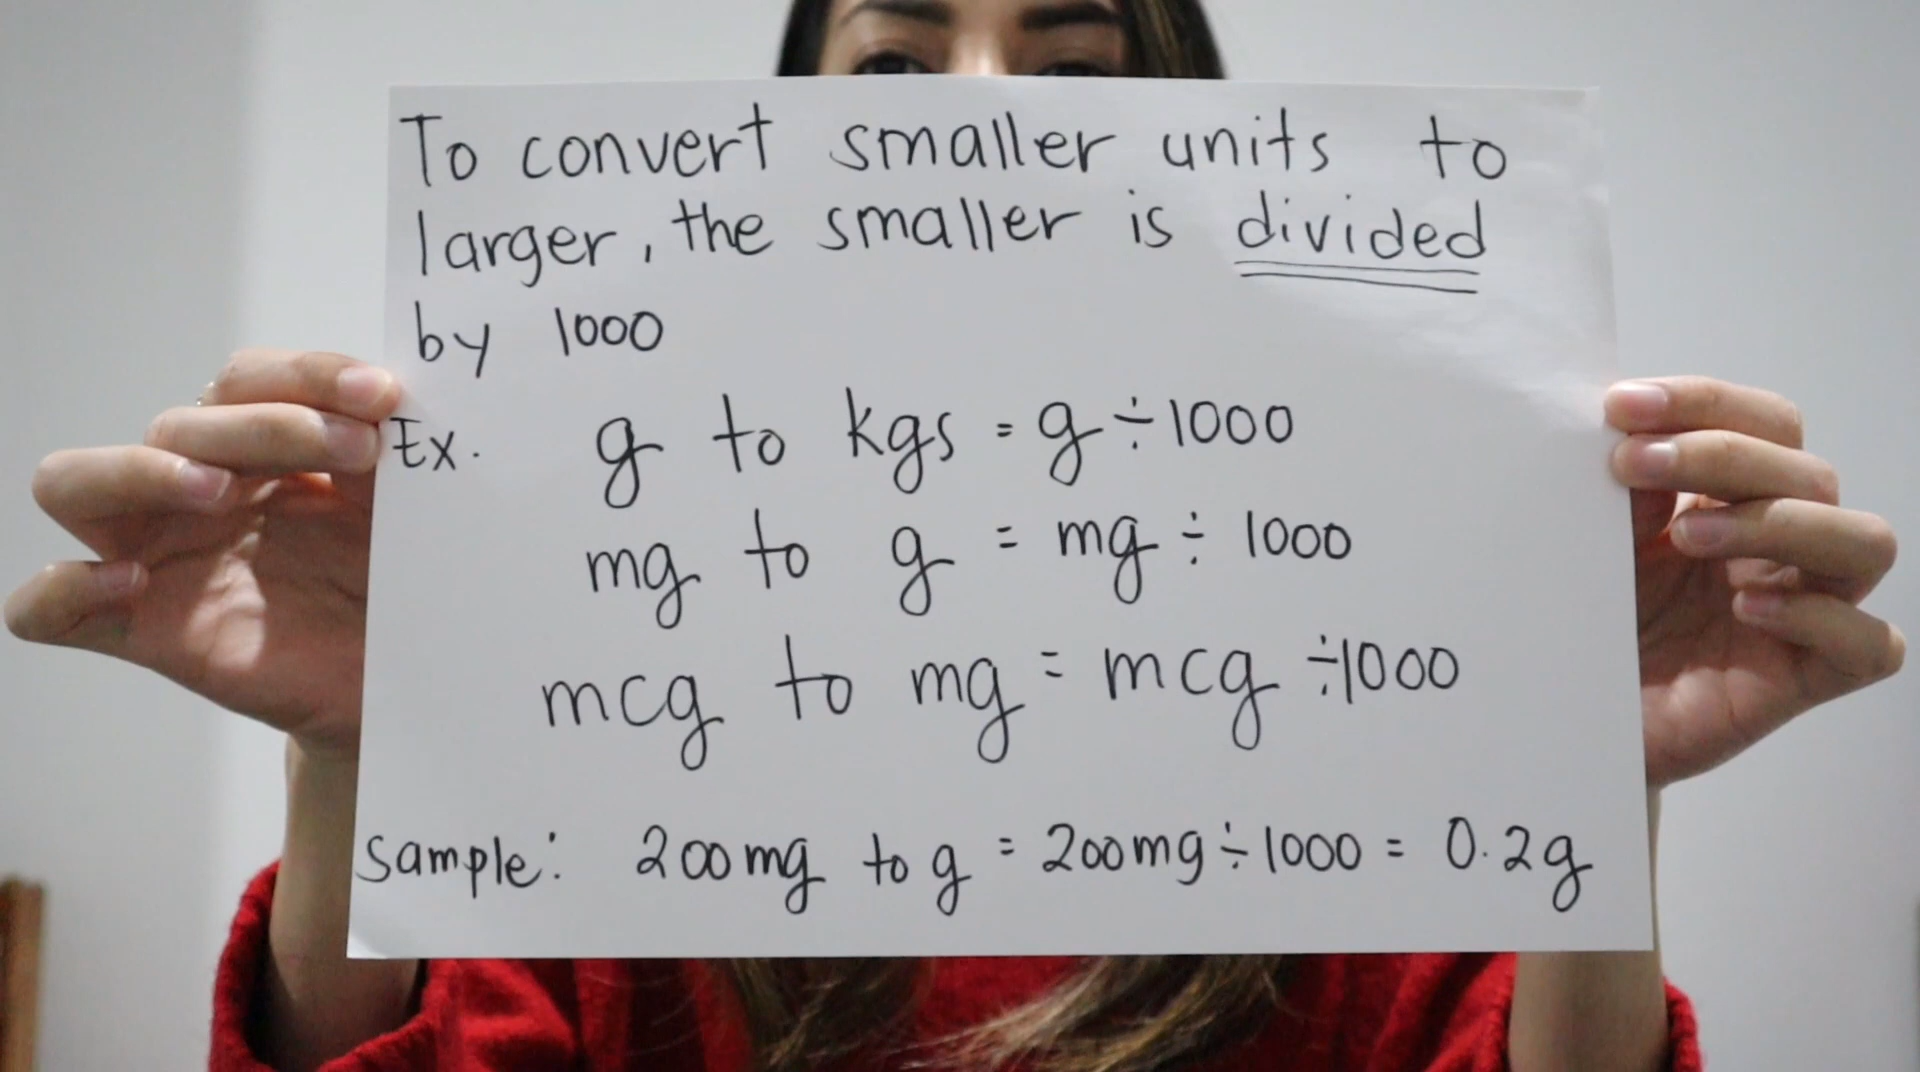 To convert smaller units to
larger, the smaller is divided
by 1000
Ex. g to kgs = g ÷ 1000
mg to g = mg ÷ 1000
mcg to mg = mcg ÷ 1000
Sample: 200mg to g = 200mg ÷ 1000 = 0.2g